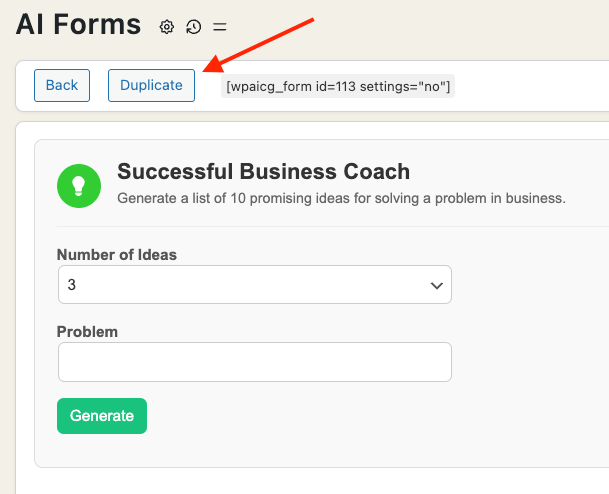 AI Forms
Back Duplicate [wpaicg_form id=113 settings="no"]
Successful Business Coach
Generate a list of 10 promising ideas for solving a problem in business.
Number of Ideas
3
Problem
Generate